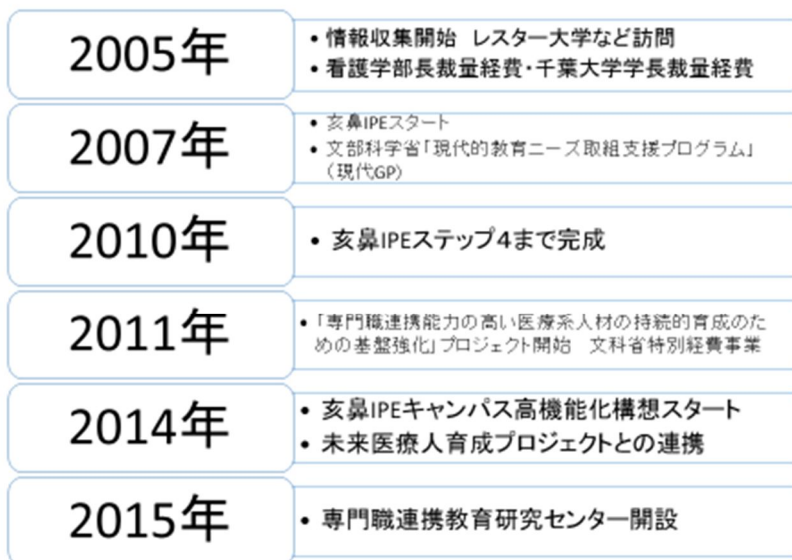 2005年
• 情報収集開始　レスター大学など訪問
• 看護学部長裁量経費・千葉大学学長裁量経費
2007年
• 亥鼻IPEスタート
• 文部科学省「現代的教育ニーズ取組支援プログラム」
（現代GP）
2010年
• 亥鼻IPEステップ4まで完成
2011年
• 「専門職連携能力の高い医療系人材の持続的育成のた
めの基盤強化」プロジェクト開始　文科省特別経費事業
2014年
• 亥鼻IPEキャンパス高機能化構想スタート
• 未来医療人育成プロジェクトとの連携
2015年
• 専門職連携教育研究センター開設